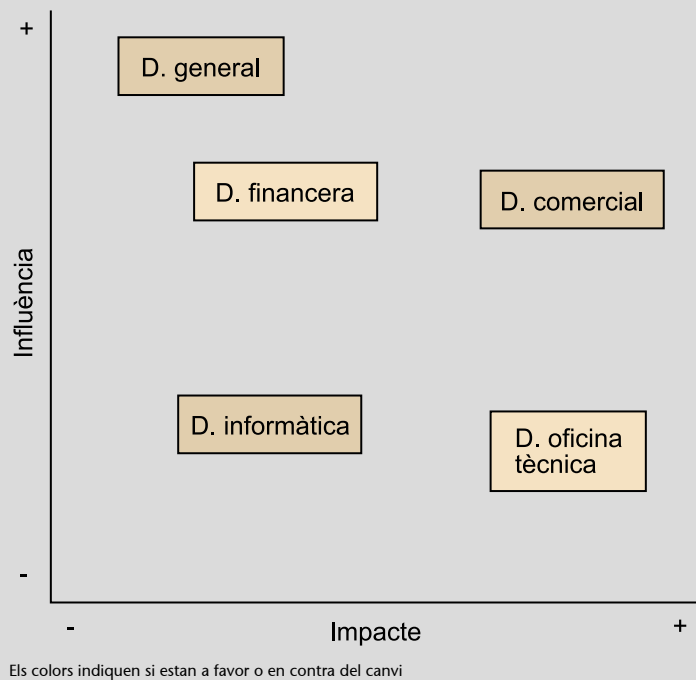 +
D. general
D. financera
D. comercial
Influència
D. informàtica
D. oficina
tècnica
-
-
Impacte
+
Els colors indiquen si estan a favor o en contra del canvi